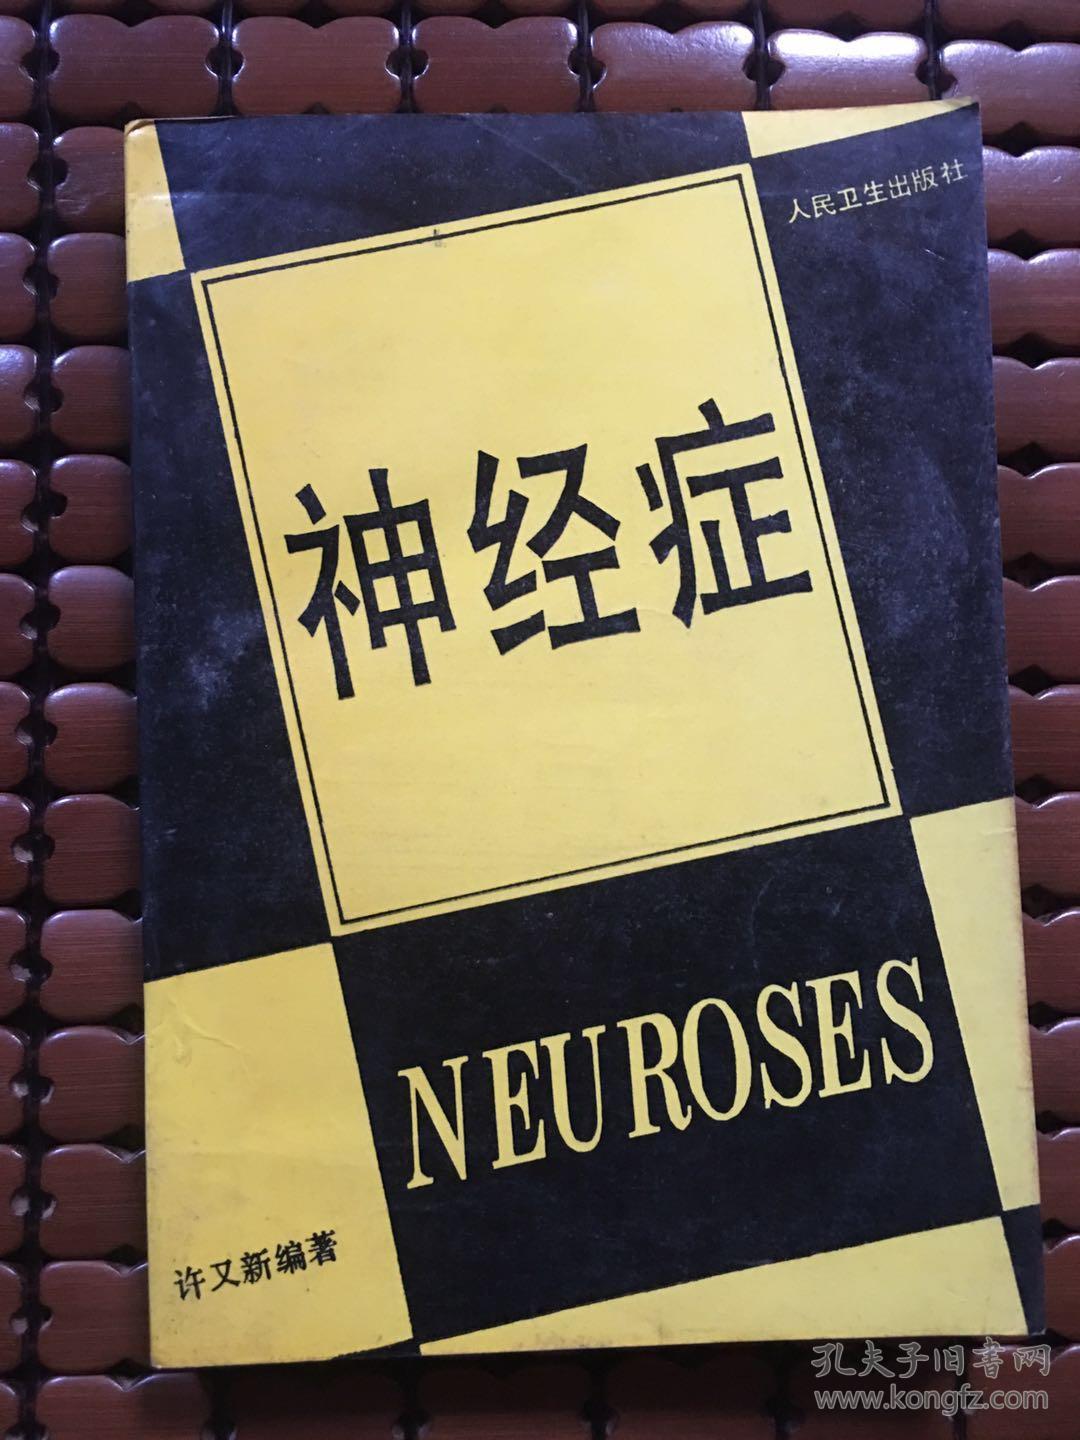 人民卫生出版社
神经症
NEUROSES
许又新编著
孔夫子旧书网
www.kongfz.com